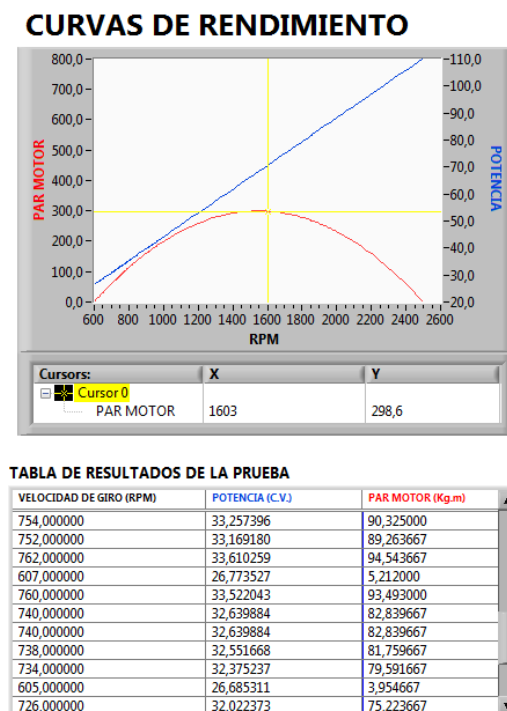 CURVAS DE RENDIMIENTO
800,0
700,0
600,0
500,0
400,0
300,0
200,0
100,0
0,0
PAR MOTOR
110,0
100,0
90,0
80,0
70,0
60,0
50,0
40,0
30,0
20,0
POTENCIA
600 800 1000 1200 1400 1600 1800 2000 2200 2400 2600
RPM
Cursors: X Y
Cursor 0
PAR MOTOR 1603 298,6
TABLA DE RESULTADOS DE LA PRUEBA
VELOCIDAD DE GIRO (RPM) POTENCIA (C.V.) PAR MOTOR (Kg.m)
754,000000 33,257396 90,325000
752,000000 33,169180 89,263667
762,000000 33,610259 94,543667
607,000000 26,773527 5,212000
760,000000 33,522043 93,493000
740,000000 32,639884 82,839667
740,000000 32,639884 82,839667
738,000000 32,551668 81,759667
734,000000 32,375237 79,591667
605,000000 26,685311 3,954667
726,000000 32,022373 75,223667